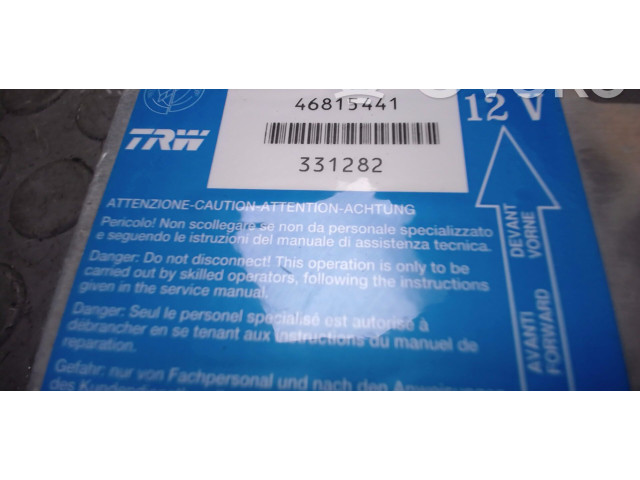 46815441
12 V
TRW
331282
ATTENZIONE-CAUTION-ATTENTION-ACHTUNG
Pericolo! Non scollegare se non da personale specializzato
e seguendo le istruzioni del manuale di assistenza tecnica.
Danger: Do not disconnect! This operation is only to be
carried out by skilled operators, following the instructions
given in the service manual.
Danger: Seul le personel specialisé est autorisé à
débrancher en se tenant aux instructions du manuel de
reparation.
Gefahr: nur von Fachpersonal und nach den Anweisungen
des
DEVANT
VORNE
AVANTI
FORWARD